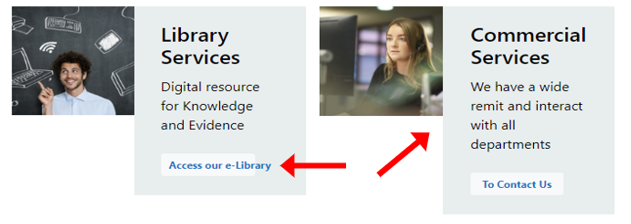 Library
Services
Digital resource
for Knowledge
and Evidence
Access our e-Library
Commercial
Services
We have a wide
remit and interact
with all
departments
To Contact Us